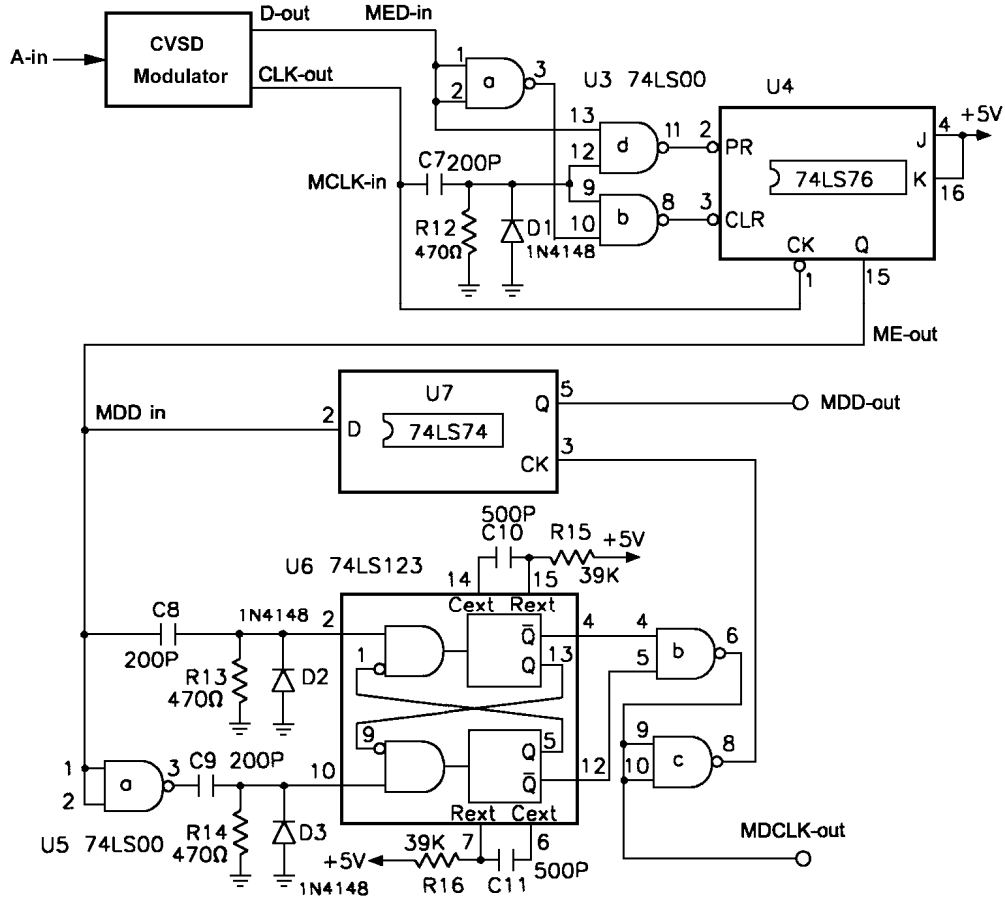 D-out
MED-in
A-in
CVSD
Modulator
CLK-out
1
2
a
3
U3 74LS00
U4
+5V
13
12
d
11
2
PR
J
4
C7
200P
MCLK-in
9
10
b
8
3
CLR
74LS76
K
16
R12
470Ω
D1
1N4148
CK
Q
1
15
ME-out
U7
MDD in
2
D
74LS74
Q
5
MDD-out
CK
3
500P
C10
R15
+5V
39K
U6 74LS123
14
15
Cext
Rext
C8
200P
1N4148
2
Q̅
4
4
b
6
1
Q
13
5
R13
470Ω
D2
9
Q
5
9
c
8
C9
200P
10
Q̅
12
10
1
2
a
3
Rext
Cext
U5 74LS00
R14
470Ω
D3
1N4148
39K
7
6
MDCLK-out
+5V
R16
C11
500P